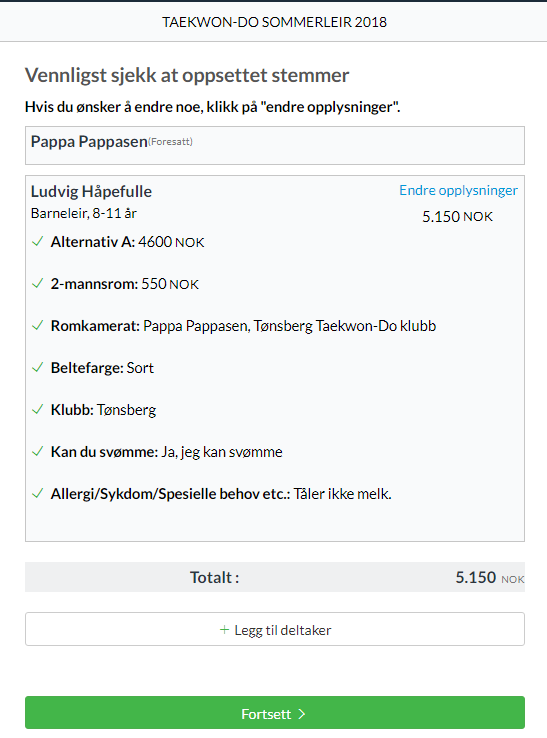 TAEKWON-DO SOMMERLEIR 2018
Vennligst sjekk at oppsettet stemmer
Hvis du ønsker å endre noe, klikk på "endre opplysninger".
Pappa Pappasen(Foresatt)
Ludvig Håpefulle Endre opplysninger
Barneleir, 8-11 år 5.150 NOK
Alternativ A: 4600 NOK
2-mannsrom: 550 NOK
Romkamerat: Pappa Pappasen, Tønsberg Taekwon-Do klubb
Beltefarge: Sort
Klubb: Tønsberg
Kan du svømme: Ja, jeg kan svømme
Allergi/Sykdom/Spesielle behov etc.: Tåler ikke melk.
Totalt : 5.150 NOK
+ Legg til deltaker
Fortsett >